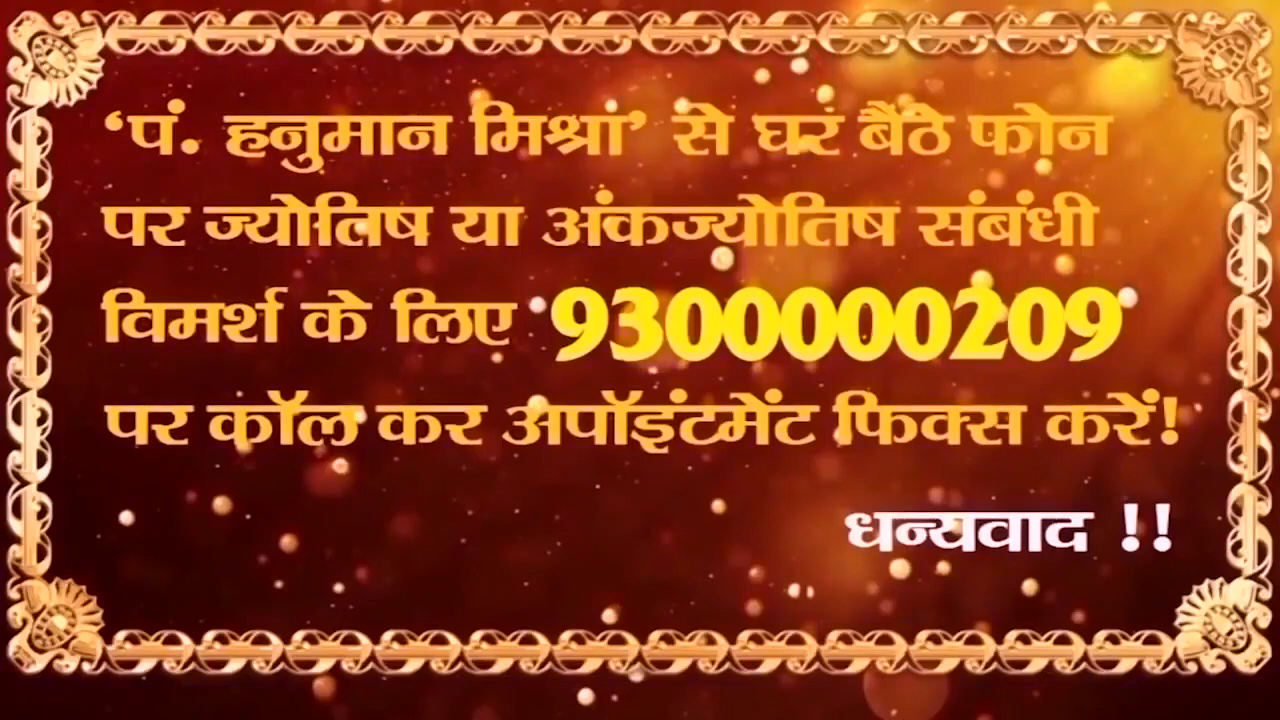 ‘पं. हनुमान मिश्रा’ से घर बैठे फोन
पर ज्योतिष या अंकज्योतिष संबंधी
विमर्श के लिए 9300000209
पर कॉल कर अपॉइंटमेंट फिक्स करें!
धन्यवाद !!